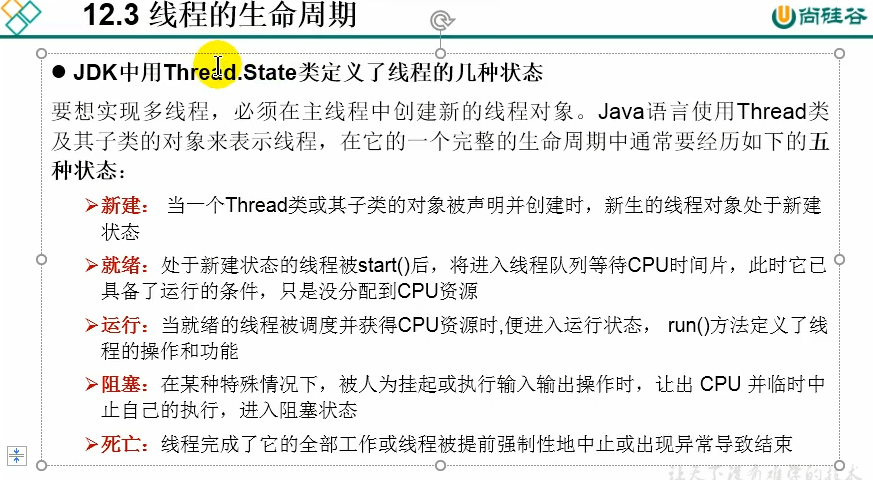 12.3 线程的生命周期
尚硅谷
● JDK中用Thread.State类定义了线程的几种状态
要想实现多线程，必须在主线程中创建新的线程对象。Java语言使用Thread类
及其子类的对象来表示线程，在它的一个完整的生命周期中通常要经历如下的五
种状态：
➢新建： 当一个Thread类或其子类的对象被声明并创建时，新生的线程对象处于新建
状态
➢就绪：处于新建状态的线程被start()后，将进入线程队列等待CPU时间片，此时它已
具备了运行的条件，只是没分配到CPU资源
➢运行：当就绪的线程被调度并获得CPU资源时,便进入运行状态， run()方法定义了线
程的操作和功能
➢阻塞：在某种特殊情况下，被人为挂起或执行输入输出操作时，让出 CPU 并临时中
止自己的执行，进入阻塞状态
➢死亡：线程完成了它的全部工作或线程被提前强制性地中止或出现异常导致结束
让天下没有难学的技术